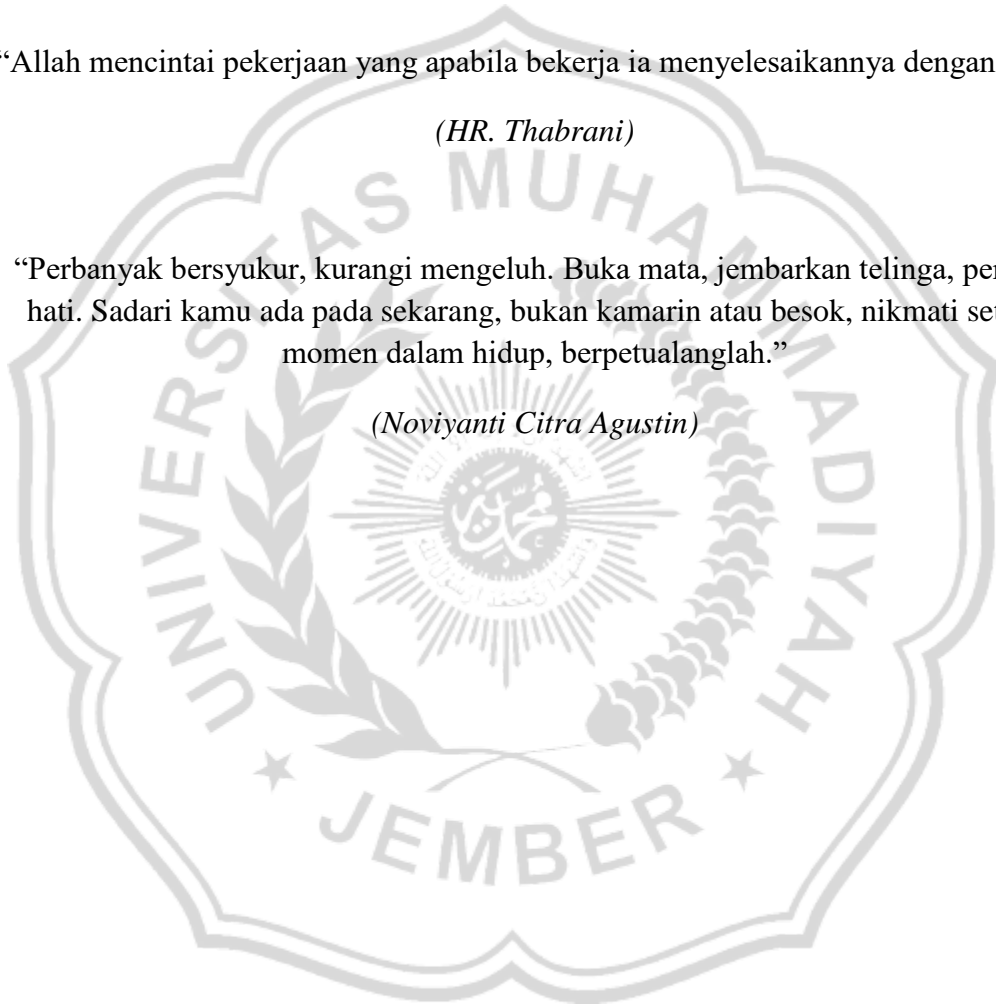 “Allah mencintai pekerjaan yang apabila bekerja ia menyelesaikannya dengan
(HR. Thabrani)
“Perbanyak bersyukur, kurangi mengeluh. Buka mata, jembarkan telinga,
hati. Sadari kamu ada pada sekarang, bukan kamarin atau besok, nikmati
momen dalam hidup, berpetualanglah.”
(Noviyanti Citra Agustin)
UNIVERSITAS MUHAMMADIYAH
JEMBER